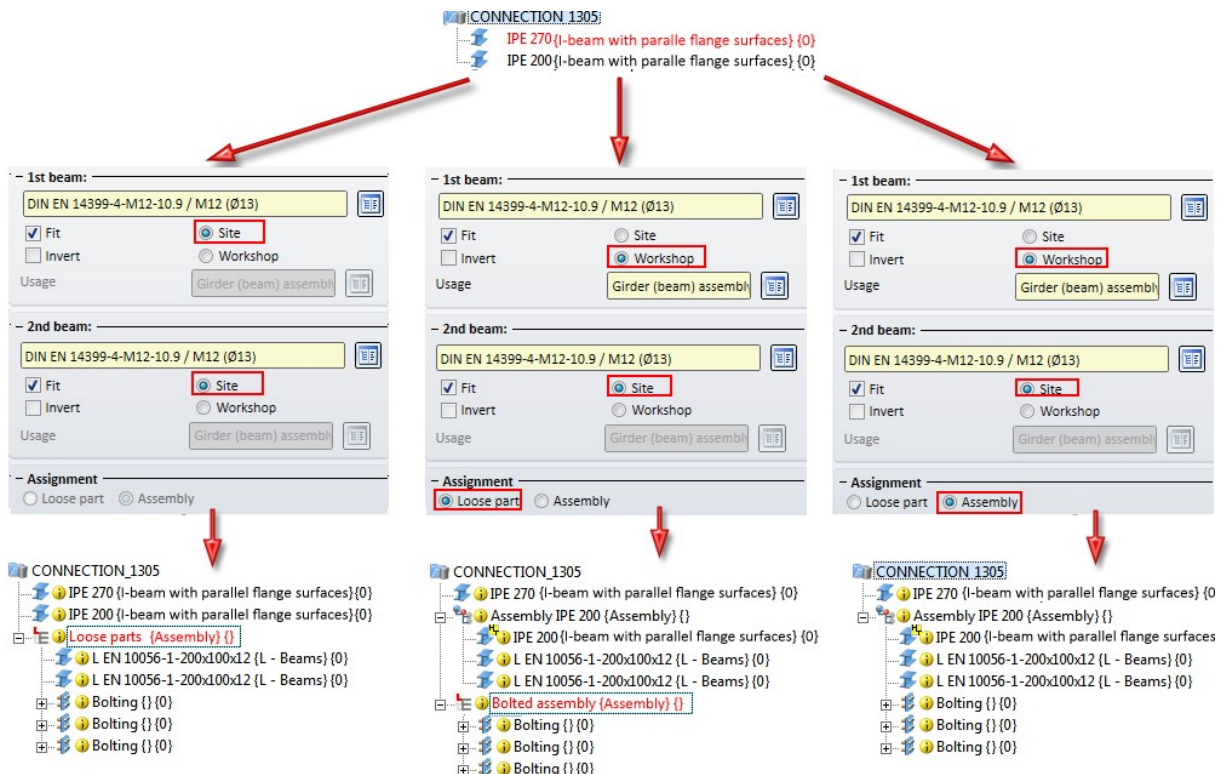 CONNECTION_1305
IPE 270 {I-beam with paralle flange surfaces} {0}
IPE 200 {I-beam with paralle flange surfaces} {0}
1st beam:
DIN EN 14399-4-M12-10.9 / M12 (Ø13)
Fit Site
Invert Workshop
Usage Girder (beam) assembl
2nd beam:
DIN EN 14399-4-M12-10.9 / M12 (Ø13)
Fit Site
Invert Workshop
Usage Girder (beam) assembl
Assignment
Loose part Assembly
CONNECTION_1305
IPE 270 {I-beam with parallel flange surfaces} {0}
IPE 200 {I-beam with parallel flange surfaces} {0}
Loose parts {Assembly} {}
L EN 10056-1-200x100x12 {L - Beams} {0}
L EN 10056-1-200x100x12 {L - Beams} {0}
Bolting {} {0}
Bolting {} {0}
Bolting {} {0}
1st beam:
DIN EN 14399-4-M12-10.9 / M12 (Ø13)
Fit Site
Invert Workshop
Usage Girder (beam) assembl
2nd beam:
DIN EN 14399-4-M12-10.9 / M12 (Ø13)
Fit Site
Invert Workshop
Usage Girder (beam) assembl
Assignment
Loose part Assembly
CONNECTION_1305
IPE 270 {I-beam with parallel flange surfaces} {0}
Assembly IPE 200 {Assembly} {}
IPE 200 {I-beam with parallel flange surfaces} {0}
L EN 10056-1-200x100x12 {L - Beams} {0}
L EN 10056-1-200x100x12 {L - Beams} {0}
Bolted assembly {Assembly} {}
Bolting {} {0}
Bolting {} {0}
Bolting {} {0}
1st beam:
DIN EN 14399-4-M12-10.9 / M12 (Ø13)
Fit Site
Invert Workshop
Usage Girder (beam) assembl
2nd beam:
DIN EN 14399-4-M12-10.9 / M12 (Ø13)
Fit Site
Invert Workshop
Usage Girder (beam) assembl
Assignment
Loose part Assembly
CONNECTION_1305
IPE 270 {I-beam with parallel flange surfaces} {0
Assembly IPE 200 {Assembly} {}
IPE 200 {I-beam with parallel flange surfaces
L EN 10056-1-200x100x12 {L - Beams} {0}
L EN 10056-1-200x100x12 {L - Beams} {0}
Bolting {} {0}
Bolting {} {0}
Bolting {} {0}